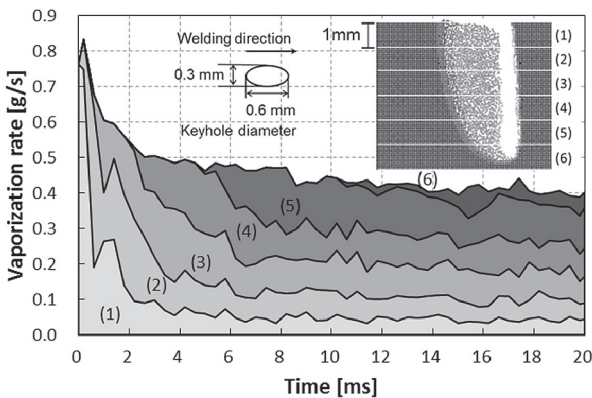 0.9
0.8
0.7
0.6
0.5
0.4
0.3
0.2
0.1
0.0
Vaporization rate [g/s]
Welding direction
0.3 mm
0.6 mm
Keyhole diameter
1mm
(1)
(2)
(3)
(4)
(5)
(6)
(6)
(5)
(4)
(3)
(2)
(1)
0 2 4 6 8 10 12 14 16 18 20
Time [ms]